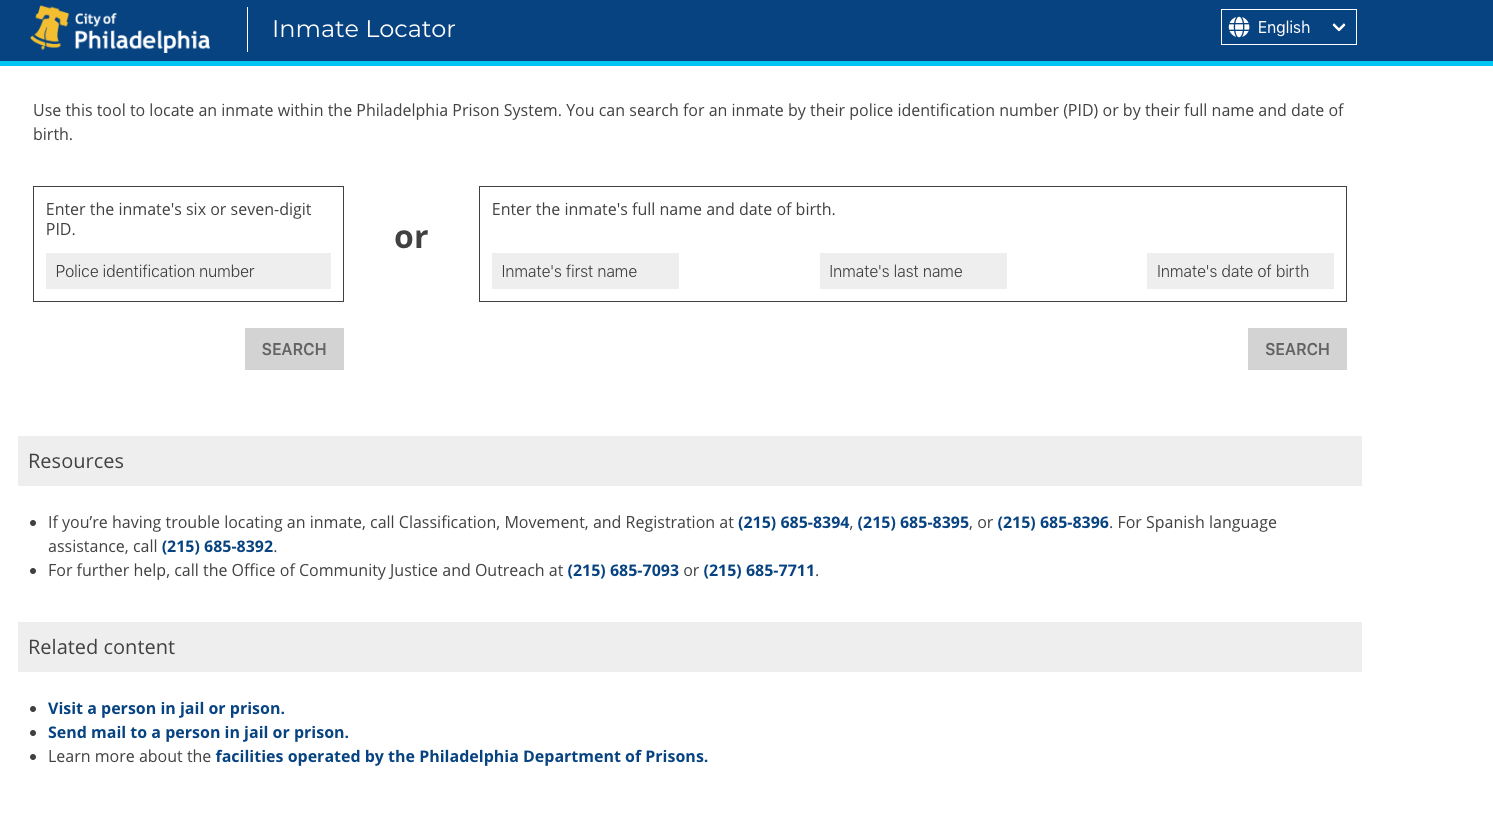 City of
Philadelphia
Inmate Locator
English
Use this tool to locate an inmate within the Philadelphia Prison System. You can search for an inmate by their police identification number (PID) or by their full name and date of
birth.
Enter the inmate's six or seven-digit
PID.
Police identification number
SEARCH
or
Enter the inmate's full name and date of birth.
Inmate's first name
Inmate's last name
Inmate's date of birth
SEARCH
Resources
If you’re having trouble locating an inmate, call Classification, Movement, and Registration at (215) 685-8394, (215) 685-8395, or (215) 685-8396. For Spanish language
assistance, call (215) 685-8392.
For further help, call the Office of Community Justice and Outreach at (215) 685-7093 or (215) 685-7711.
Related content
Visit a person in jail or prison.
Send mail to a person in jail or prison.
Learn more about the facilities operated by the Philadelphia Department of Prisons.